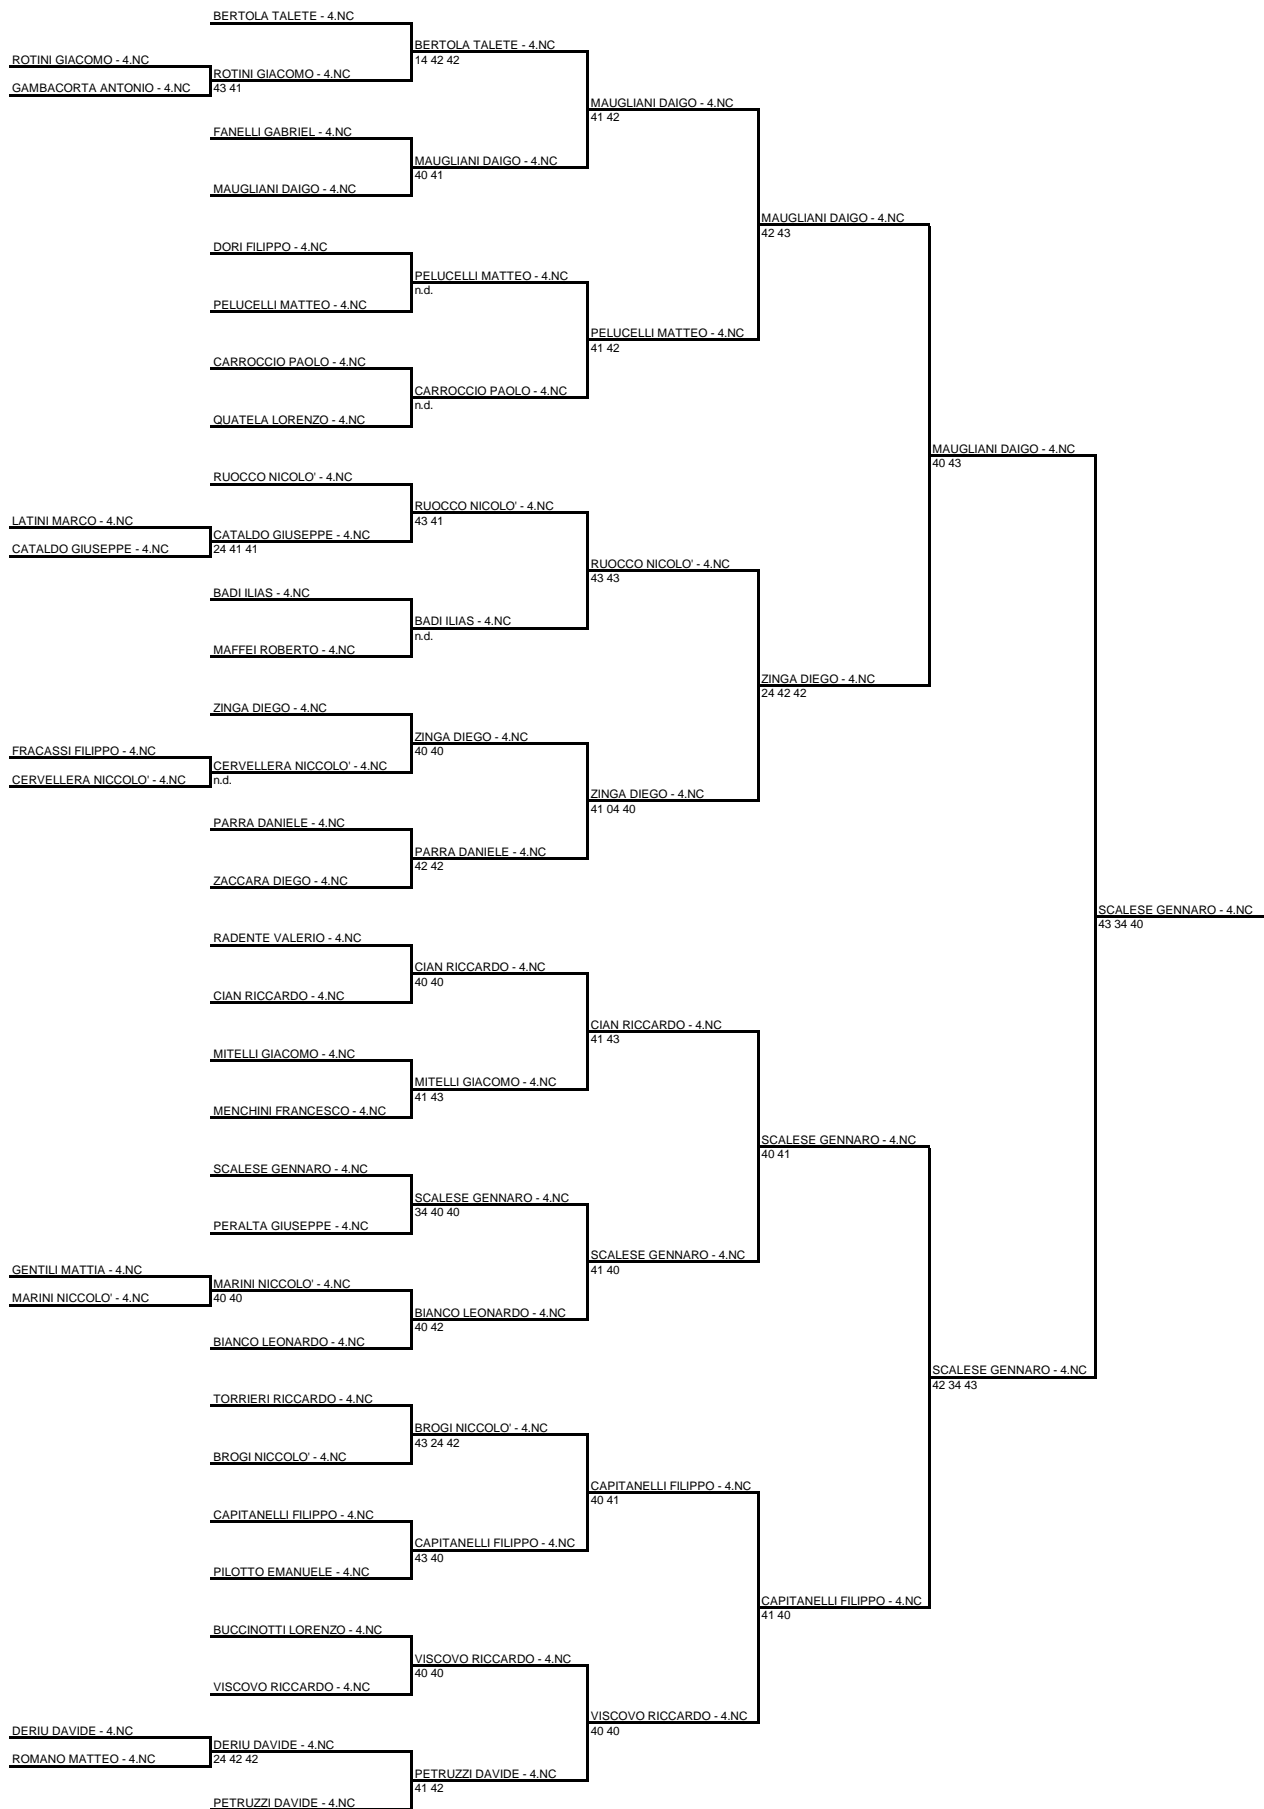 BERTOLA TALETE - 4.NC
BERTOLA TALETE - 4.NC
14 42 42
ROTINI GIACOMO - 4.NC
ROTINI GIACOMO - 4.NC
43 41
GAMBACORTA ANTONIO - 4.NC
MAUGLIANI DAIGO - 4.NC
41 42
FANELLI GABRIEL - 4.NC
MAUGLIANI DAIGO - 4.NC
40 41
MAUGLIANI DAIGO - 4.NC
MAUGLIANI DAIGO - 4.NC
42 43
DORI FILIPPO - 4.NC
PELUCELLI MATTEO - 4.NC
n.d.
PELUCELLI MATTEO - 4.NC
PELUCELLI MATTEO - 4.NC
41 42
CARROCCIO PAOLO - 4.NC
CARROCCIO PAOLO - 4.NC
n.d.
QUATELA LORENZO - 4.NC
MAUGLIANI DAIGO - 4.NC
40 43
RUOCCO NICOLO' - 4.NC
RUOCCO NICOLO' - 4.NC
43 41
LATINI MARCO - 4.NC
CATALDO GIUSEPPE - 4.NC
24 41 41
CATALDO GIUSEPPE - 4.NC
RUOCCO NICOLO' - 4.NC
43 43
BADI ILIAS - 4.NC
BADI ILIAS - 4.NC
n.d.
MAFFEI ROBERTO - 4.NC
ZINGA DIEGO - 4.NC
24 42 42
ZINGA DIEGO - 4.NC
ZINGA DIEGO - 4.NC
40 40
FRACASSI FILIPPO - 4.NC
CERVELLERA NICCOLO' - 4.NC
n.d.
CERVELLERA NICCOLO' - 4.NC
ZINGA DIEGO - 4.NC
41 04 40
PARRA DANIELE - 4.NC
PARRA DANIELE - 4.NC
42 42
ZACCARA DIEGO - 4.NC
SCALESE GENNARO - 4.NC
43 34 40
RADENTE VALERIO - 4.NC
CIAN RICCARDO - 4.NC
40 40
CIAN RICCARDO - 4.NC
CIAN RICCARDO - 4.NC
41 43
MITELLI GIACOMO - 4.NC
MITELLI GIACOMO - 4.NC
41 43
MENCHINI FRANCESCO - 4.NC
SCALESE GENNARO - 4.NC
40 41
SCALESE GENNARO - 4.NC
SCALESE GENNARO - 4.NC
34 40 40
PERALTA GIUSEPPE - 4.NC
SCALESE GENNARO - 4.NC
41 40
GENTILI MATTIA - 4.NC
MARINI NICCOLO' - 4.NC
40 40
MARINI NICCOLO' - 4.NC
BIANCO LEONARDO - 4.NC
40 42
BIANCO LEONARDO - 4.NC
SCALESE GENNARO - 4.NC
42 34 43
TORRIERI RICCARDO - 4.NC
BROGI NICCOLO' - 4.NC
43 24 42
BROGI NICCOLO' - 4.NC
CAPITANELLI FILIPPO - 4.NC
40 41
CAPITANELLI FILIPPO - 4.NC
CAPITANELLI FILIPPO - 4.NC
43 40
PILOTTO EMANUELE - 4.NC
CAPITANELLI FILIPPO - 4.NC
41 40
BUCCINOTTI LORENZO - 4.NC
VISCOVO RICCARDO - 4.NC
40 40
VISCOVO RICCARDO - 4.NC
VISCOVO RICCARDO - 4.NC
40 40
DERIU DAVIDE - 4.NC
DERIU DAVIDE - 4.NC
24 42 42
ROMANO MATTEO - 4.NC
PETRUZZI DAVIDE - 4.NC
41 42
PETRUZZI DAVIDE - 4.NC